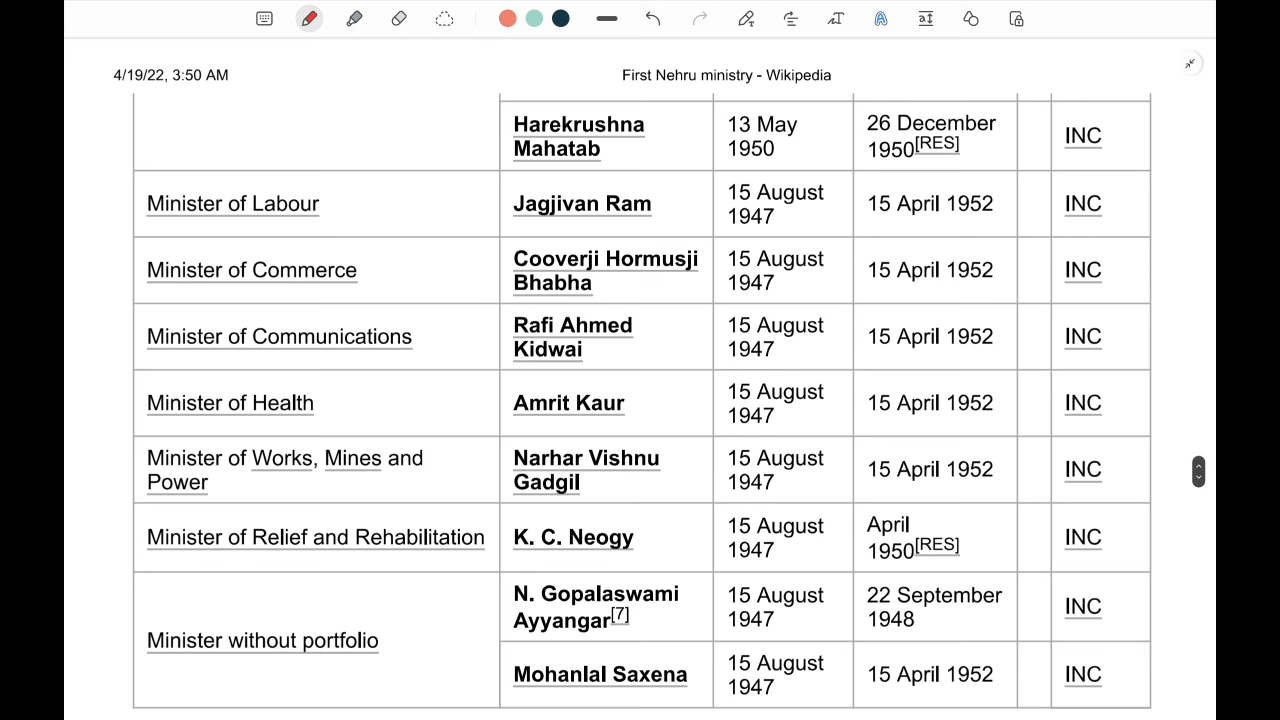 4/19/22, 3:50 AM First Nehru ministry - Wikipedia
Harekrushna Mahatab 13 May 1950 26 December 1950[RES] INC
Minister of Labour Jagjivan Ram 15 August 1947 15 April 1952 INC
Minister of Commerce Cooverji Hormusji Bhabha 15 August 1947 15 April 1952 INC
Minister of Communications Rafi Ahmed Kidwai 15 August 1947 15 April 1952 INC
Minister of Health Amrit Kaur 15 August 1947 15 April 1952 INC
Minister of Works, Mines and Power Narhar Vishnu Gadgil 15 August 1947 15 April 1952 INC
Minister of Relief and Rehabilitation K. C. Neogy 15 August 1947 April 1950[RES] INC
Minister without portfolio N. Gopalaswami Ayyangar[7] 15 August 1947 22 September 1948 INC
Mohanlal Saxena 15 August 1947 15 April 1952 INC